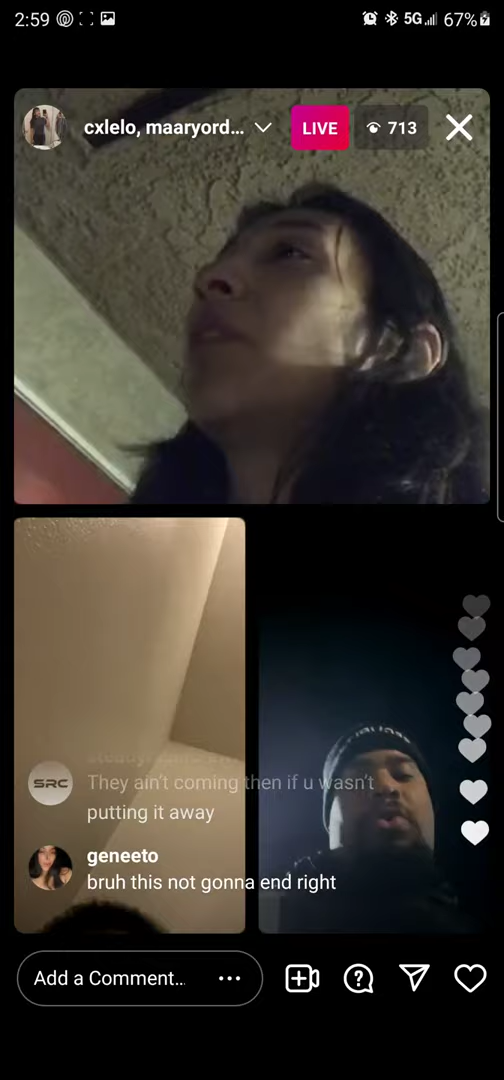 2:59
5G
67%
cxlelo, maaryord...
LIVE
713
SRC
They ain't coming then if u wasn't
putting it away
geneeto
bruh this not gonna end right
Add a Comment...